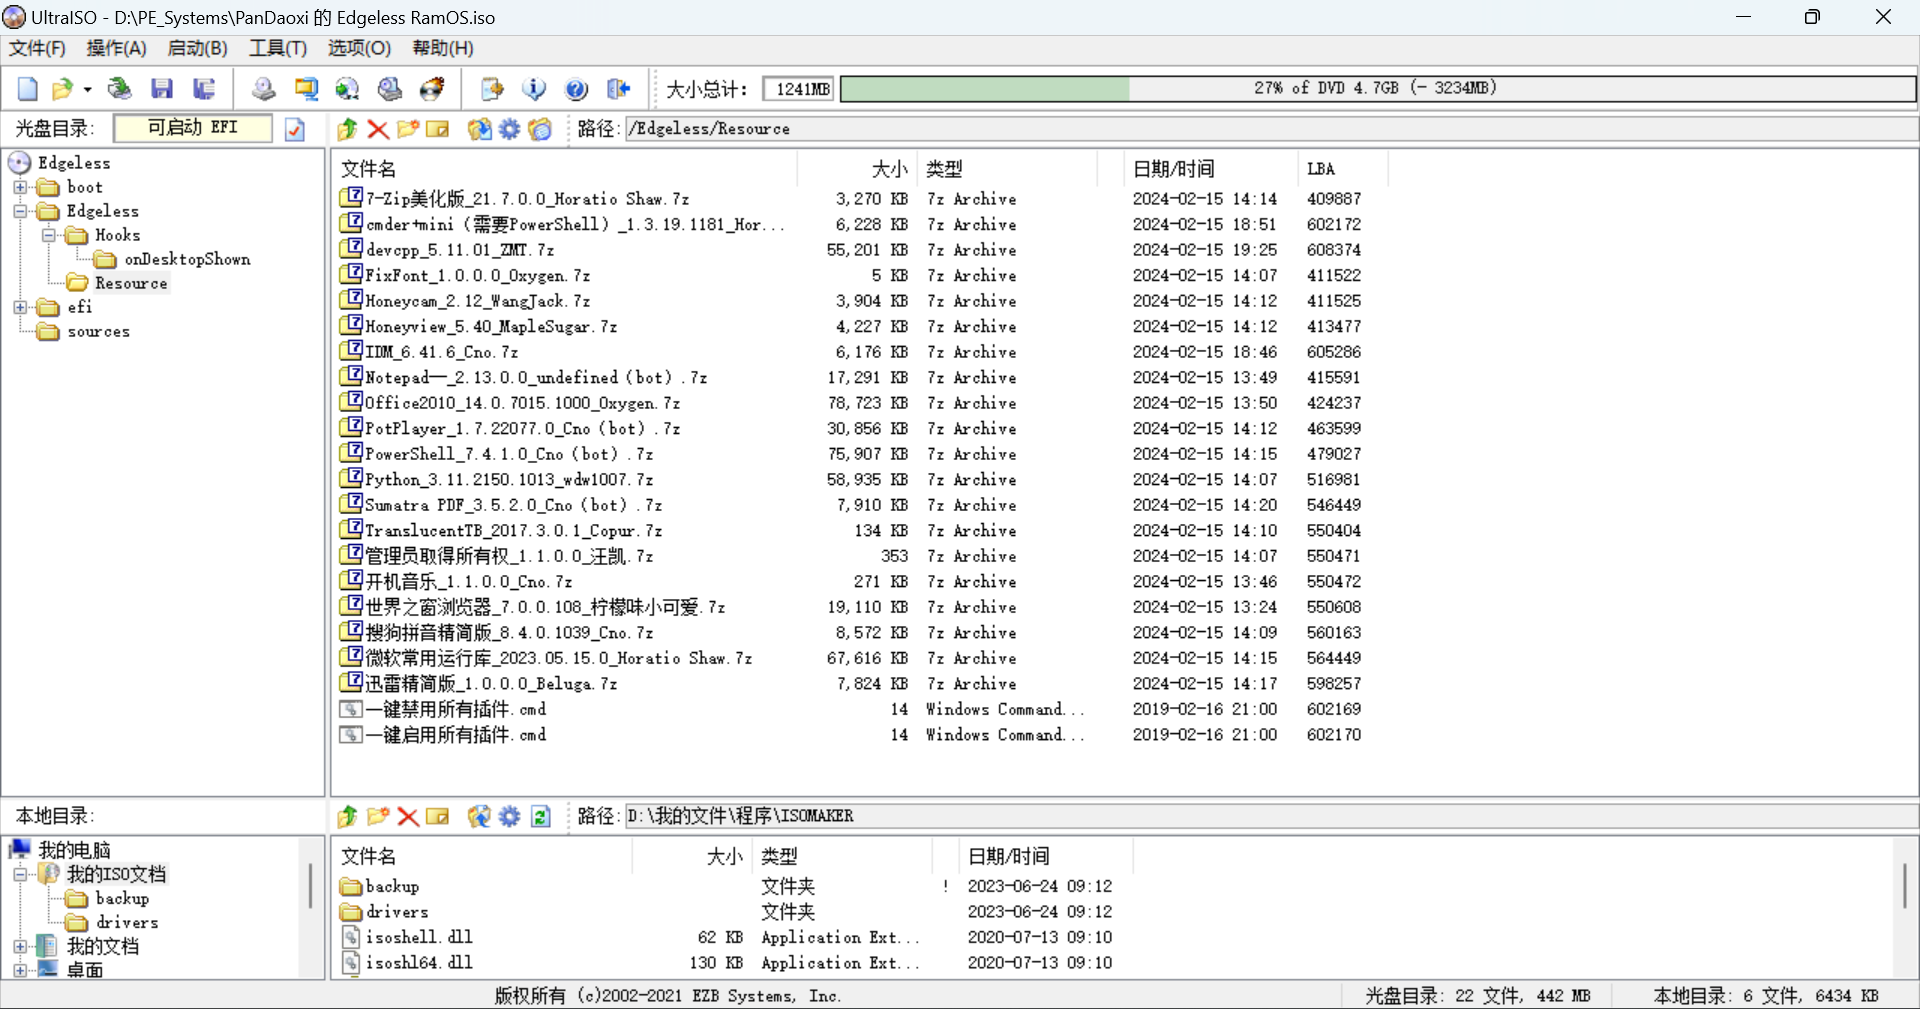 UltraISO - D:\PE_Systems\PanDaoxi 的 Edgeless RamOS.iso
文件(F) 操作(A) 启动(B) 工具(T) 选项(O) 帮助(H)
大小总计: 1241MB 27% of DVD 4.7GB (- 3234MB)
光盘目录: 可启动 EFI 路径: /Edgeless/Resource
Edgeless
boot
Edgeless
Hooks
onDesktopShown
Resource
efi
sources
文件名 大小 类型 日期/时间 LBA
7-Zip美化版_21.7.0.0_Horatio Shaw.7z 3,270 KB 7z Archive 2024-02-15 14:14 409887
cmder+mini（需要PowerShell）_1.3.19.1181_Hor... 6,228 KB 7z Archive 2024-02-15 18:51 602172
devcpp_5.11.01_ZMT.7z 55,201 KB 7z Archive 2024-02-15 19:25 608374
FixFont_1.0.0.0_Oxygen.7z 5 KB 7z Archive 2024-02-15 14:07 411522
Honeycam_2.12_WangJack.7z 3,904 KB 7z Archive 2024-02-15 14:12 411525
Honeyview_5.40_MapleSugar.7z 4,227 KB 7z Archive 2024-02-15 14:12 413477
IDM_6.41.6_Cno.7z 6,176 KB 7z Archive 2024-02-15 18:46 605286
Notepad--_2.13.0.0_undefined（bot）.7z 17,291 KB 7z Archive 2024-02-15 13:49 415591
Office2010_14.0.7015.1000_Oxygen.7z 78,723 KB 7z Archive 2024-02-15 13:50 424237
PotPlayer_1.7.22077.0_Cno（bot）.7z 30,856 KB 7z Archive 2024-02-15 14:12 463599
PowerShell_7.4.1.0_Cno（bot）.7z 75,907 KB 7z Archive 2024-02-15 14:15 479027
Python_3.11.2150.1013_wdw1007.7z 58,935 KB 7z Archive 2024-02-15 14:07 516981
Sumatra PDF_3.5.2.0_Cno（bot）.7z 7,910 KB 7z Archive 2024-02-15 14:20 546449
TranslucentTB_2017.3.0.1_Copur.7z 134 KB 7z Archive 2024-02-15 14:10 550404
管理员取得所有权_1.1.0.0_汪凯.7z 353 7z Archive 2024-02-15 14:07 550471
开机音乐_1.1.0.0_Cno.7z 271 KB 7z Archive 2024-02-15 13:46 550472
世界之窗浏览器_7.0.0.108_柠檬味小可爱.7z 19,110 KB 7z Archive 2024-02-15 13:24 550608
搜狗拼音精简版_8.4.0.1039_Cno.7z 8,572 KB 7z Archive 2024-02-15 14:09 560163
微软常用运行库_2023.05.15.0_Horatio Shaw.7z 67,616 KB 7z Archive 2024-02-15 14:15 564449
迅雷精简版_1.0.0.0_Beluga.7z 7,824 KB 7z Archive 2024-02-15 14:17 598257
一键禁用所有插件.cmd 14 Windows Command... 2019-02-16 21:00 602169
一键启用所有插件.cmd 14 Windows Command... 2019-02-16 21:00 602170
本地目录: 路径: D:\我的文件\程序\ISOMAKER
我的电脑
我的ISO文档
backup
drivers
我的文档
桌面
文件名 大小 类型 日期/时间
backup 文件夹 ! 2023-06-24 09:12
drivers 文件夹 2023-06-24 09:12
isoshell.dll 62 KB Application Ext... 2020-07-13 09:10
isoshl64.dll 130 KB Application Ext... 2020-07-13 09:10
版权所有 (c)2002-2021 EZB Systems, Inc. 光盘目录: 22 文件, 442 MB 本地目录: 6 文件, 6434 KB